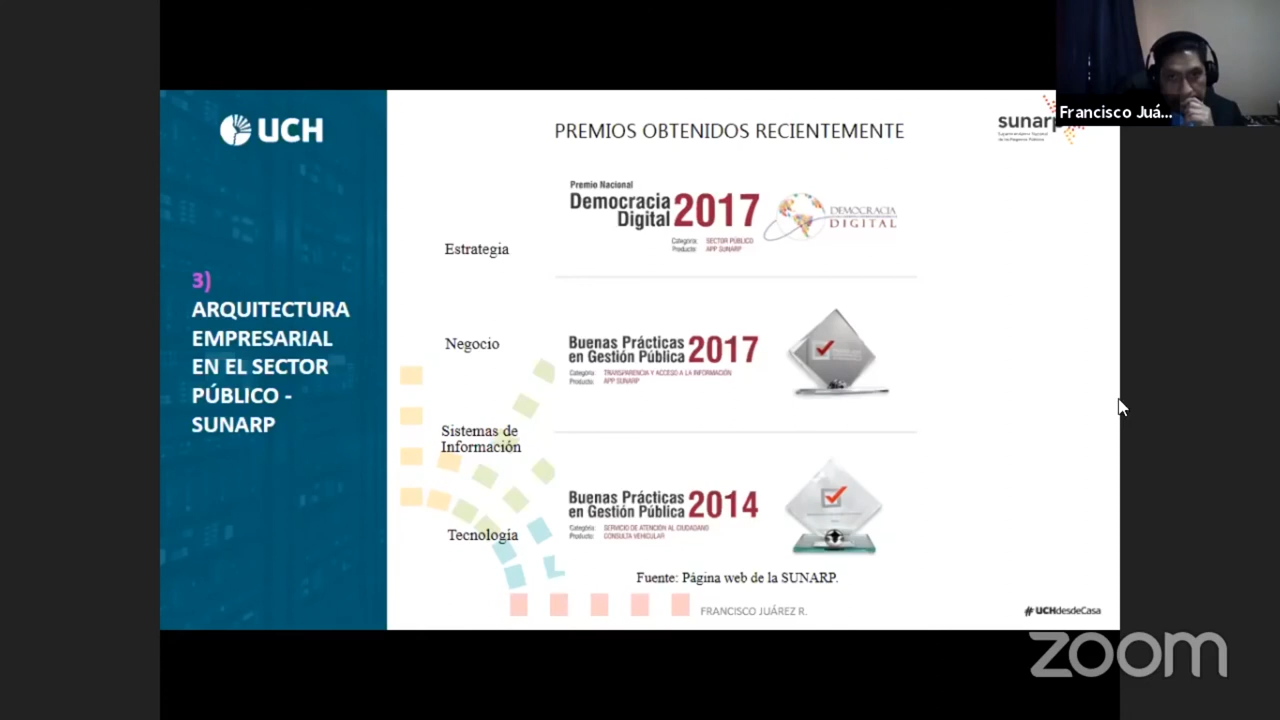 UCH
3)
ARQUITECTURA
EMPRESARIAL
EN EL SECTOR
PÚBLICO -
SUNARP
PREMIOS OBTENIDOS RECIENTEMENTE
sunarp
Francisco Juá...
Estrategia
Premio Nacional
Democracia
Digital 2017
Categoría: SECTOR PÚBLICO
Producto: APP SUNARP
DEMOCRACIA
DIGITAL
Negocio
Buenas Prácticas
en Gestión Pública 2017
Categoría: TRANSPARENCIA Y ACCESO A LA INFORMACIÓN
Producto: APP SUNARP
Sistemas de
Información
Buenas Prácticas
en Gestión Pública 2014
Categoría: SERVICIO DE ATENCIÓN AL CIUDADANO
Producto: CONSULTA VEHICULAR
Tecnología
Fuente: Página web de la SUNARP.
FRANCISCO JUÁREZ R.
#UCHdesdeCasa
zoom